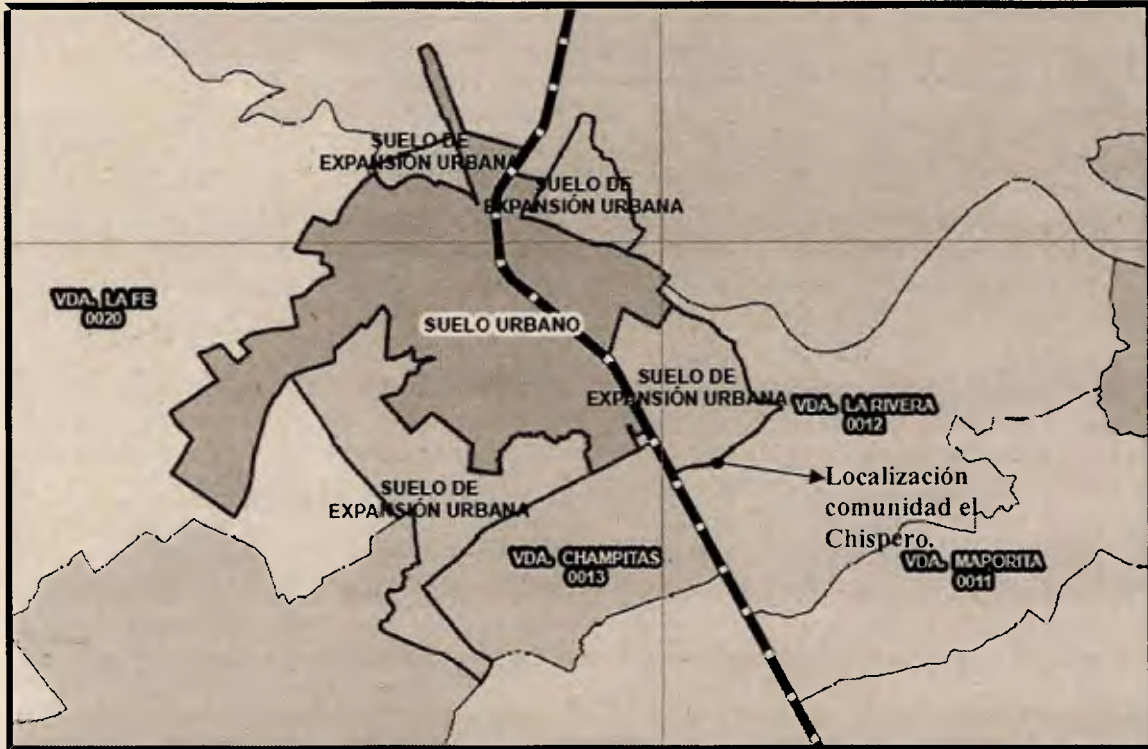 SUELO DE
EXPANSIÓN URBANA
SUELO DE
EXPANSIÓN URBANA
VDA. LA FE
0020
SUELO URBANO
SUELO DE
EXPANSIÓN URBANA
VDA. LA RIVERA
0012
Localización
comunidad el
Chispero.
SUELO DE
EXPANSIÓN URBANA
VDA. CHAMPITAS
0013
VDA. MAPORITA
0011